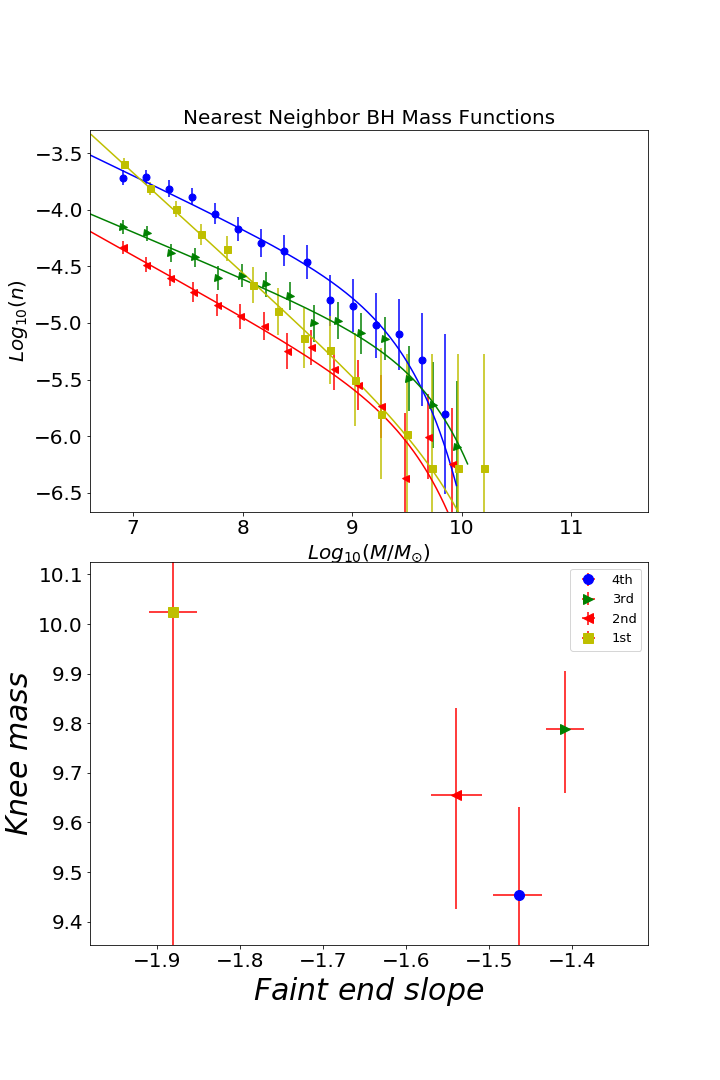 Nearest Neighbor BH Mass Functions
Log₁₀(n)
−3.5
−4.0
−4.5
−5.0
−5.5
−6.0
−6.5
7 8 9 10 11
Log₁₀(M/M☉)
Knee mass
10.1
10.0
9.9
9.8
9.7
9.6
9.5
9.4
4th
3rd
2nd
1st
−1.9 −1.8 −1.7 −1.6 −1.5 −1.4
Faint end slope